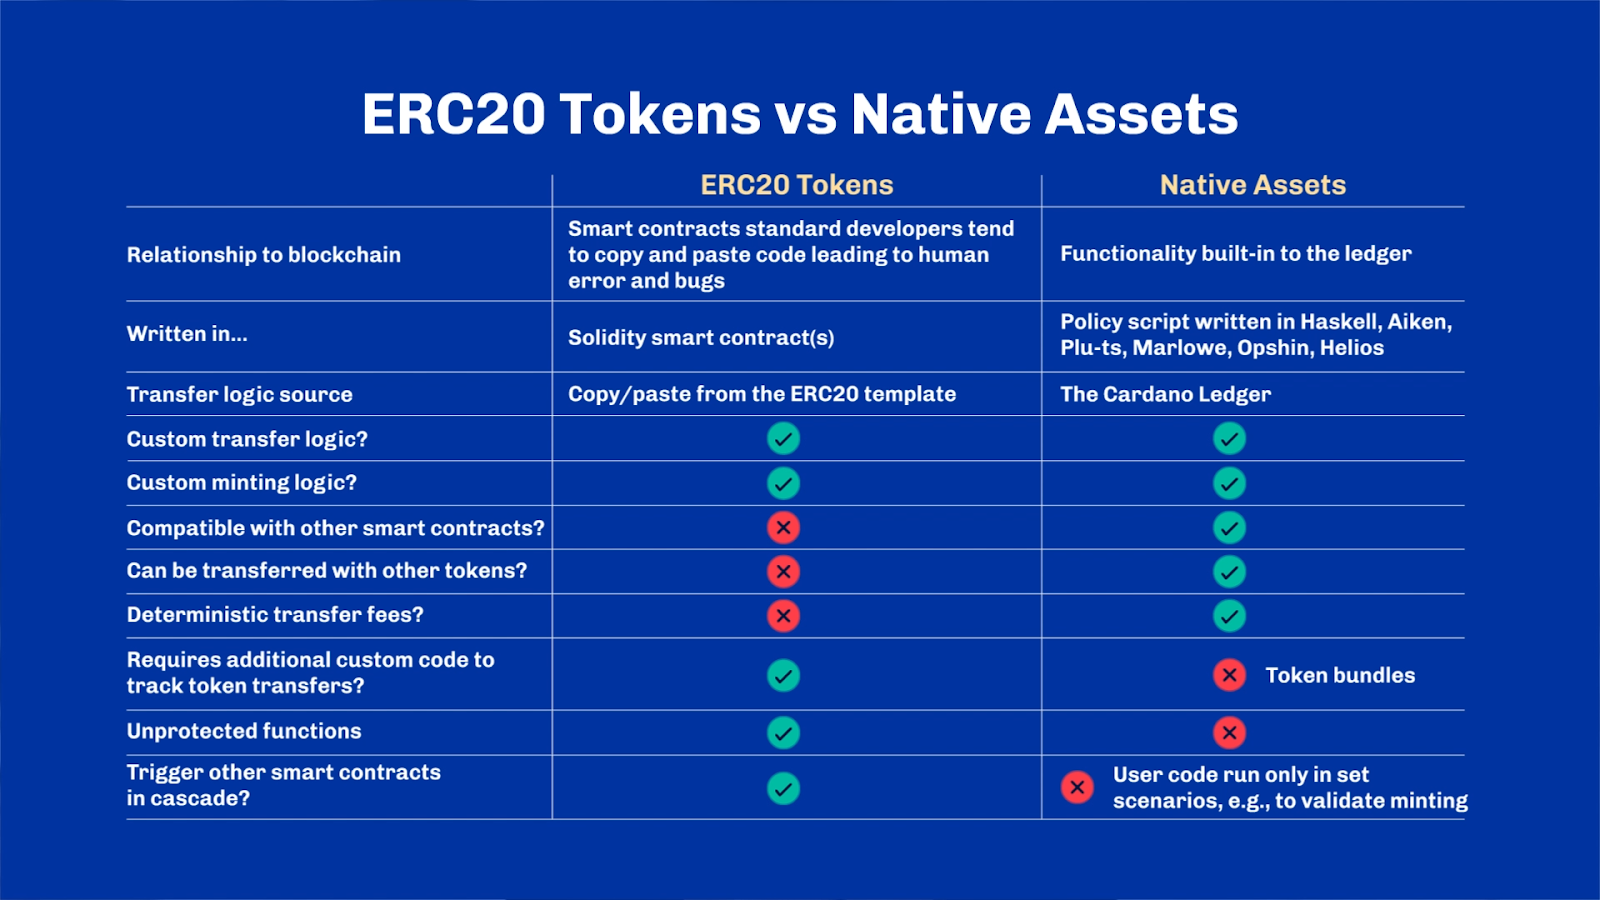 ERC20 Tokens vs Native Assets
ERC20 Tokens
Native Assets
Relationship to blockchain
Smart contracts standard developers tend
to copy and paste code leading to human
error and bugs
Functionality built-in to the ledger
Written in...
Solidity smart contract(s)
Policy script written in Haskell, Aiken,
Plu-ts, Marlowe, Opshin, Helios
Transfer logic source
Copy/paste from the ERC20 template
The Cardano Ledger
Custom transfer logic?
Custom minting logic?
Compatible with other smart contracts?
Can be transferred with other tokens?
Deterministic transfer fees?
Requires additional custom code to
track token transfers?
Token bundles
Unprotected functions
Trigger other smart contracts
in cascade?
User code run only in set
scenarios, e.g., to validate minting